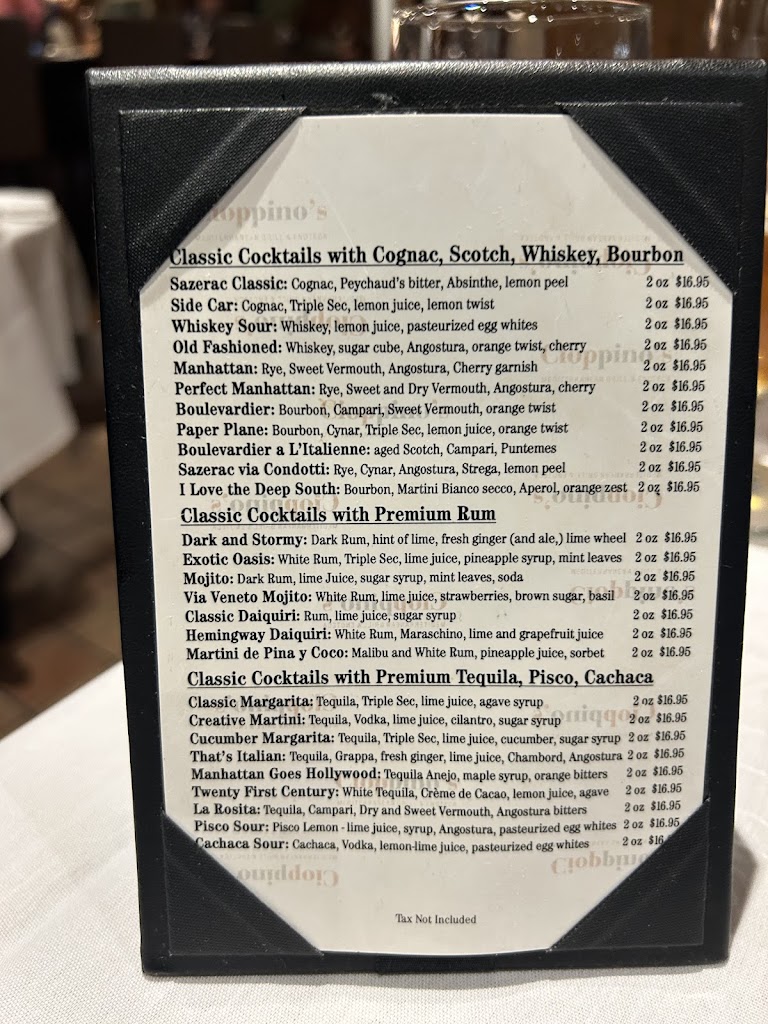 Cioppino's
Classic Cocktails with Cognac, Scotch, Whiskey, Bourbon
Sazerac Classic: Cognac, Peychaud's bitter, Absinthe, lemon peel 2 oz $16.95
Side Car: Cognac, Triple Sec, lemon juice, lemon twist 2 oz $16.95
Whiskey Sour: Whiskey, lemon juice, pasteurized egg whites 2 oz $16.95
Old Fashioned: Whiskey, sugar cube, Angostura, orange twist, cherry 2 oz $16.95
Manhattan: Rye, Sweet Vermouth, Angostura, Cherry garnish 2 oz $16.95
Perfect Manhattan: Rye, Sweet and Dry Vermouth, Angostura, cherry 2 oz $16.95
Boulevardier: Bourbon, Campari, Sweet Vermouth, orange twist 2 oz $16.95
Paper Plane: Bourbon, Cynar, Triple Sec, lemon juice, orange twist 2 oz $16.95
Boulevardier a L'Italienne: aged Scotch, Campari, Puntemes 2 oz $16.95
Sazerac via Condotti: Rye, Cynar, Angostura, Strega, lemon peel 2 oz $16.95
I Love the Deep South: Bourbon, Martini Bianco secco, Aperol, orange zest 2 oz $16.95
Classic Cocktails with Premium Rum
Dark and Stormy: Dark Rum, hint of lime, fresh ginger (and ale,) lime wheel 2 oz $16.95
Exotic Oasis: White Rum, Triple Sec, lime juice, pineapple syrup, mint leaves 2 oz $16.95
Mojito: Dark Rum, lime Juice, sugar syrup, mint leaves, soda 2 oz $16.95
Via Veneto Mojito: White Rum, lime juice, strawberries, brown sugar, basil 2 oz $16.95
Classic Daiquiri: Rum, lime juice, sugar syrup 2 oz $16.95
Hemingway Daiquiri: White Rum, Maraschino, lime and grapefruit juice 2 oz $16.95
Martini de Pina y Coco: Malibu and White Rum, pineapple juice, sorbet 2 oz $16.95
Classic Cocktails with Premium Tequila, Pisco, Cachaca
Classic Margarita: Tequila, Triple Sec, lime juice, agave syrup 2 oz $16.95
Creative Martini: Tequila, Vodka, lime juice, cilantro, sugar syrup 2 oz $16.95
Cucumber Margarita: Tequila, Triple Sec, lime juice, cucumber, sugar syrup 2 oz $16.95
That's Italian: Tequila, Grappa, fresh ginger, lime juice, Chambord, Angostura 2 oz $16.95
Manhattan Goes Hollywood: Tequila Anejo, maple syrup, orange bitters 2 oz $16.95
Twenty First Century: White Tequila, Crème de Cacao, lemon juice, agave 2 oz $16.95
La Rosita: Tequila, Campari, Dry and Sweet Vermouth, Angostura bitters 2 oz $16.95
Pisco Sour: Pisco Lemon - lime juice, syrup, Angostura, pasteurized egg whites 2 oz $16.95
Cachaca Sour: Cachaca, Vodka, lemon-lime juice, pasteurized egg whites 2 oz $16
Tax Not Included